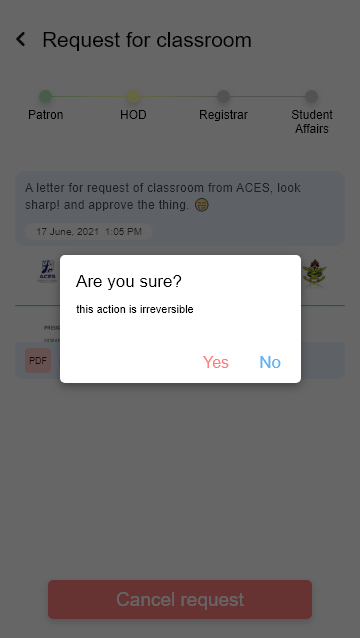 Request for classroom
Patron
HOD
Registrar
Student
Affairs
A letter for request of classroom from ACES, look
sharp! and approve the thing. 😁
17 June, 2021 1:05 PM
ACES
Are you sure?
this action is irreversible
Yes
No
PDF
Cancel request